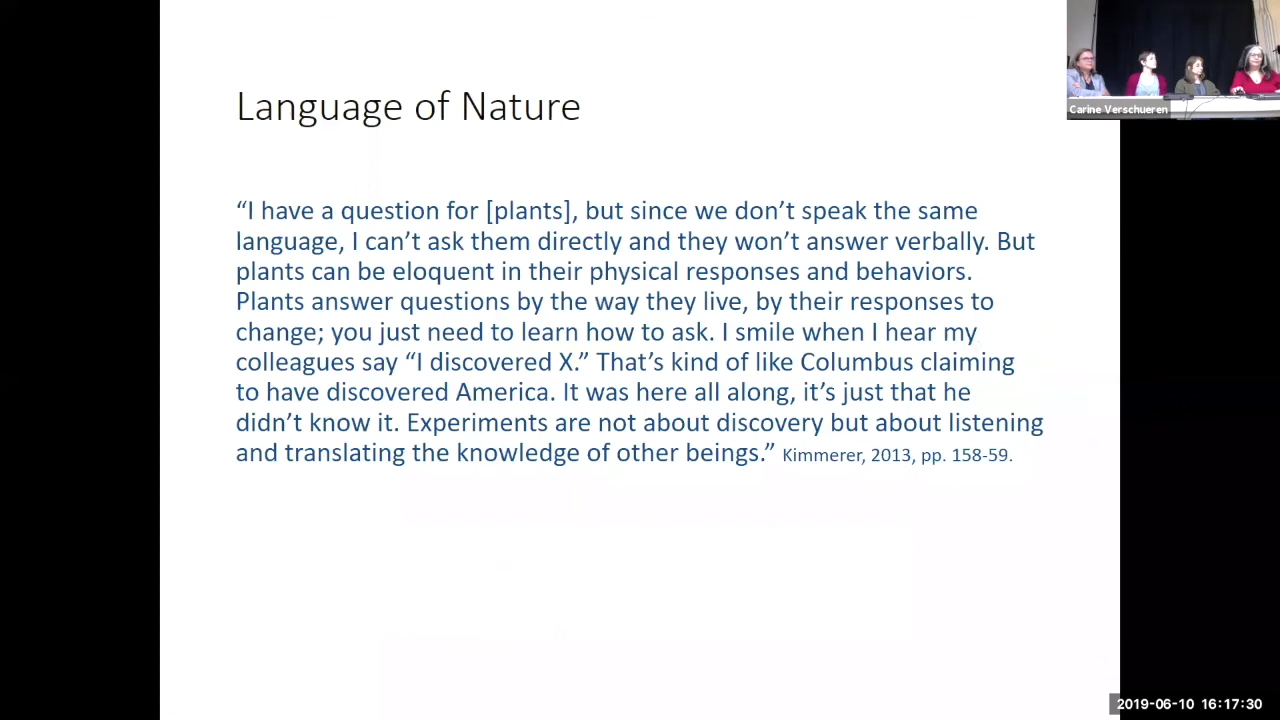 Language of Nature
“I have a question for [plants], but since we don’t speak the same
language, I can’t ask them directly and they won’t answer verbally. But
plants can be eloquent in their physical responses and behaviors.
Plants answer questions by the way they live, by their responses to
change; you just need to learn how to ask. I smile when I hear my
colleagues say “I discovered X.” That’s kind of like Columbus claiming
to have discovered America. It was here all along, it’s just that he
didn’t know it. Experiments are not about discovery but about listening
and translating the knowledge of other beings.” Kimmerer, 2013, pp. 158-59.
Carine Verschueren
2019-06-10 16:17:30